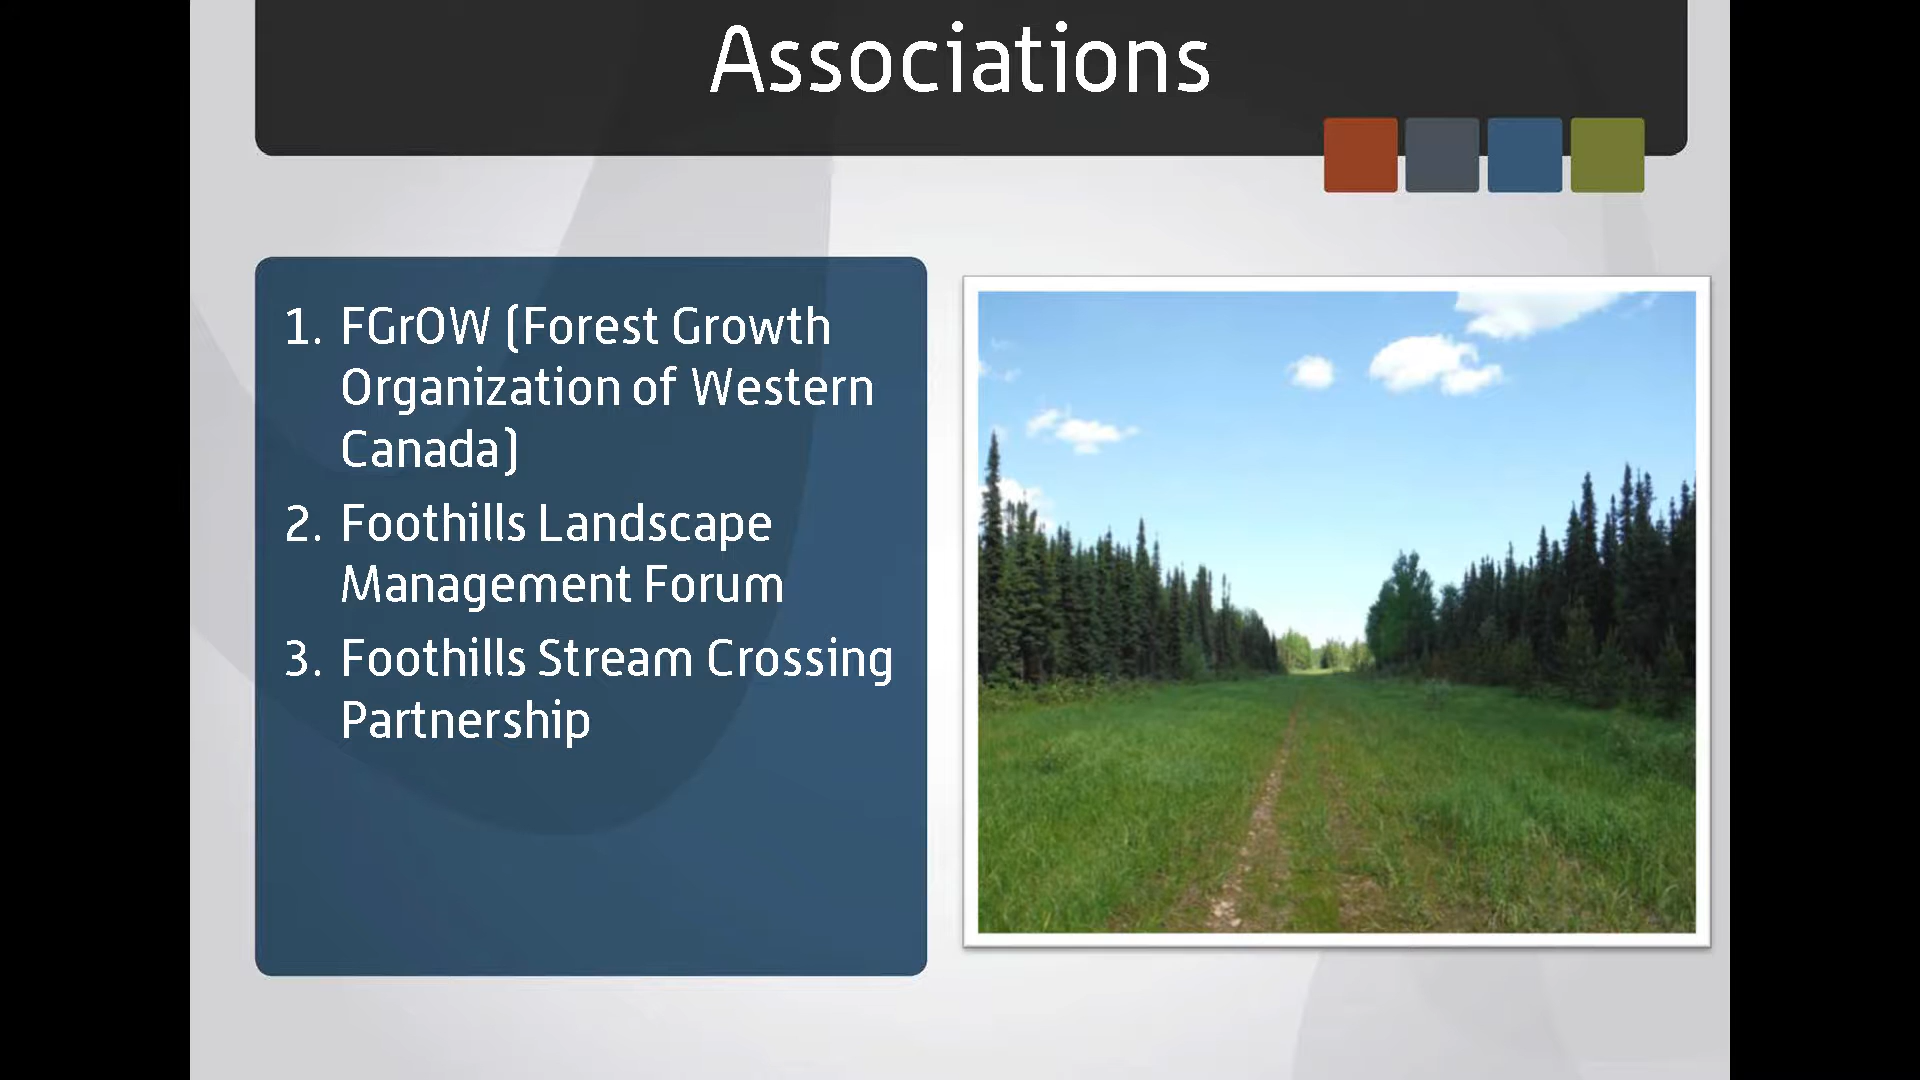 Associations
1. FGrOW (Forest Growth
Organization of Western
Canada)
2. Foothills Landscape
Management Forum
3. Foothills Stream Crossing
Partnership